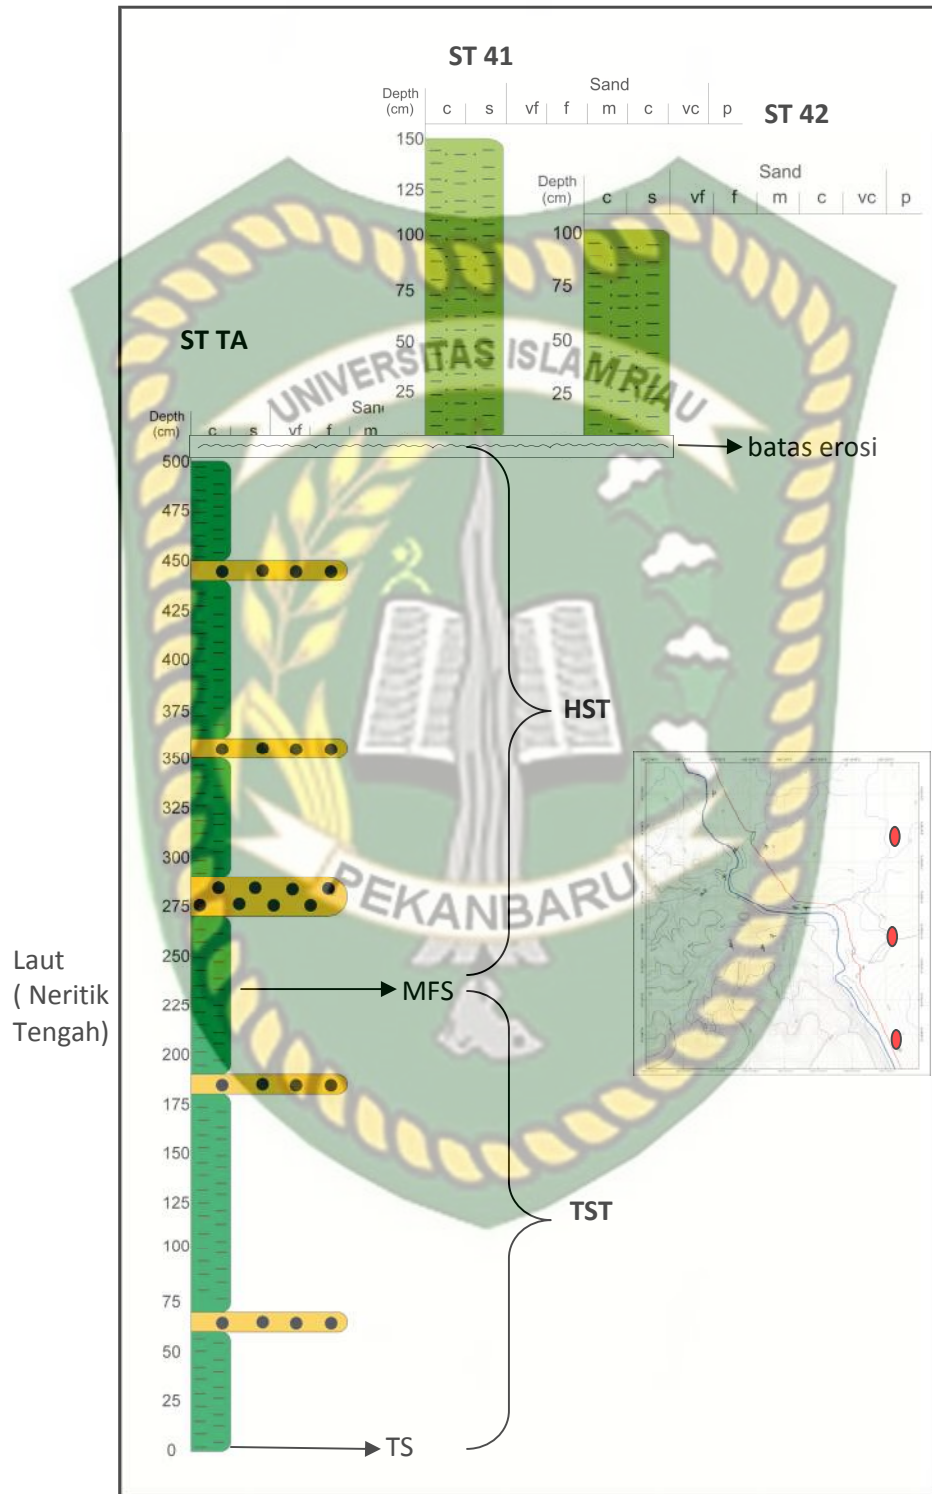 ST 41
Depth
(cm)
Sand
c s vf f m c vc p
ST 42
150
125
100
75
50
25
Depth
(cm)
Sand
c s vf f m c vc p
100
75
50
25
ST TA
UNIVERSITAS ISLAM RIAU
Depth
(cm)
San
c s vf f m
batas erosi
500
475
450
425
400
375
350
325
300
275
250
225
200
175
150
125
100
75
50
25
0
HST
PEKANBARU
Laut
( Neritik
Tengah)
MFS
TST
TS